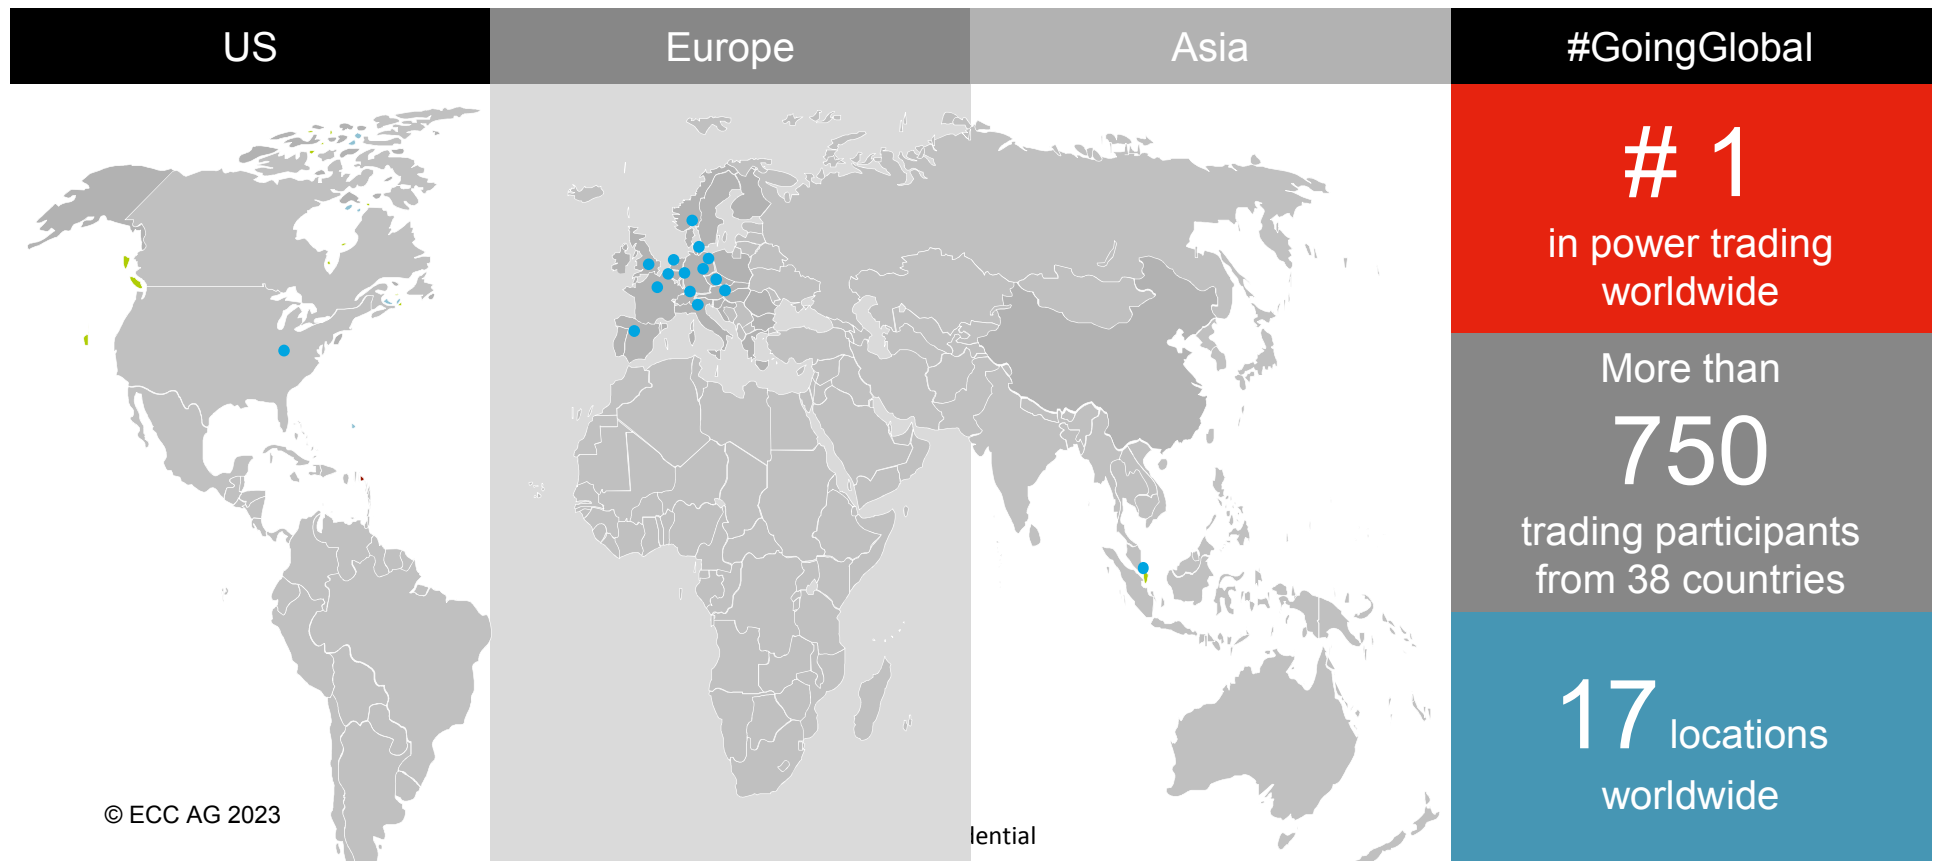 US
Europe
Asia
#GoingGlobal
# 1
in power trading
worldwide
More than
750
trading participants
from 38 countries
17 locations
worldwide
© ECC AG 2023